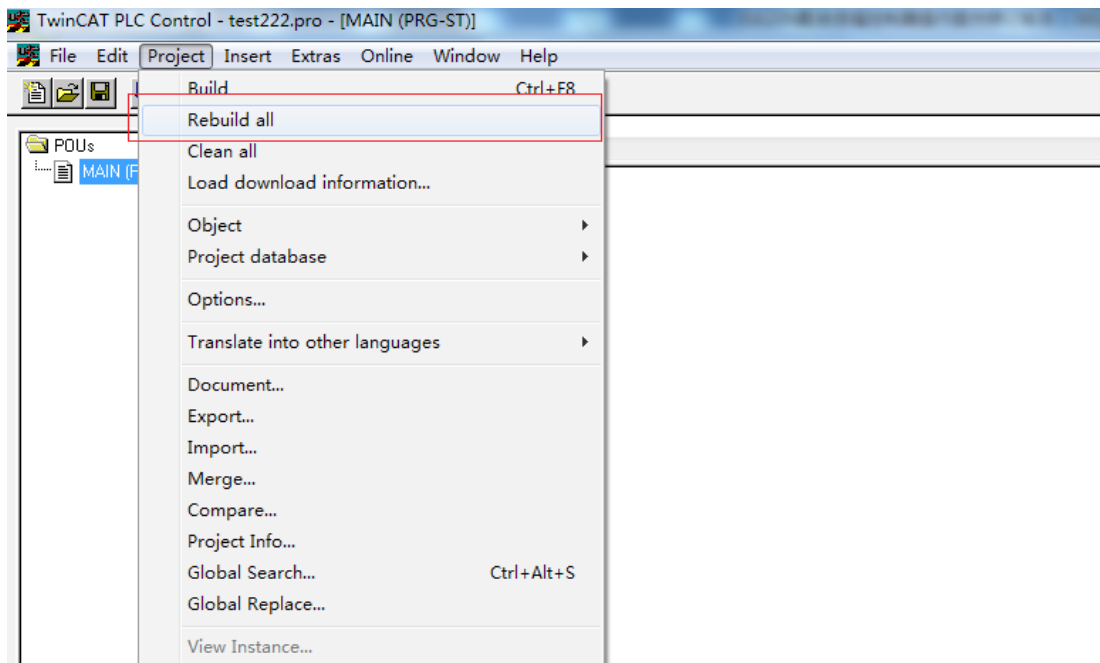 TwinCAT PLC Control - test222.pro - [MAIN (PRG-ST)]
File Edit Project Insert Extras Online Window Help
Build Ctrl+F8
Rebuild all
POUs
Clean all
MAIN (F
Load download information...
Object
Project database
Options...
Translate into other languages
Document...
Export...
Import...
Merge...
Compare...
Project Info...
Global Search... Ctrl+Alt+S
Global Replace...
View Instance...